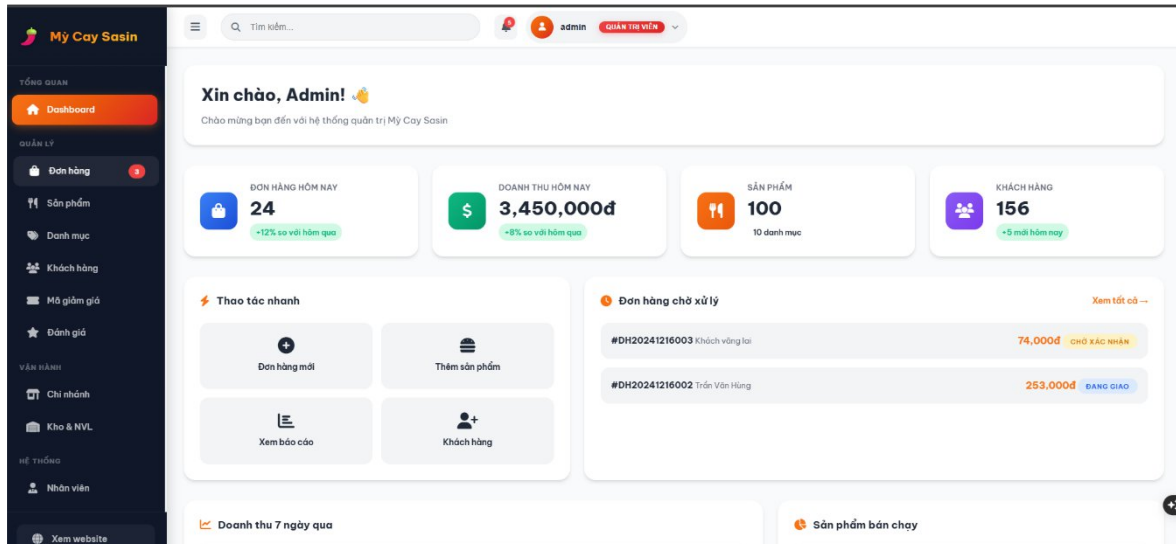 Mỳ Cay Sasin
TỔNG QUAN
Dashboard
QUẢN LÝ
Đơn hàng 3
Sản phẩm
Danh mục
Khách hàng
Mã giảm giá
Đánh giá
VẬN HÀNH
Chi nhánh
Kho & NVL
HỆ THỐNG
Nhân viên
Xem website
Tìm kiếm...
admin QUẢN TRỊ VIÊN
Xin chào, Admin! 👋
Chào mừng bạn đến với hệ thống quản trị Mỳ Cay Sasin
ĐƠN HÀNG HÔM NAY
24
+12% so với hôm qua
DOANH THU HÔM NAY
3,450,000đ
+8% so với hôm qua
SẢN PHẨM
100
10 danh mục
KHÁCH HÀNG
156
+5 mới hôm nay
Thao tác nhanh
Đơn hàng mới
Thêm sản phẩm
Xem báo cáo
Khách hàng
Đơn hàng chờ xử lý
Xem tất cả →
#DH20241216003 Khách vãng lai 74,000đ CHỜ XÁC NHẬN
#DH20241216002 Trần Văn Hùng 253,000đ ĐANG GIAO
Doanh thu 7 ngày qua
Sản phẩm bán chạy